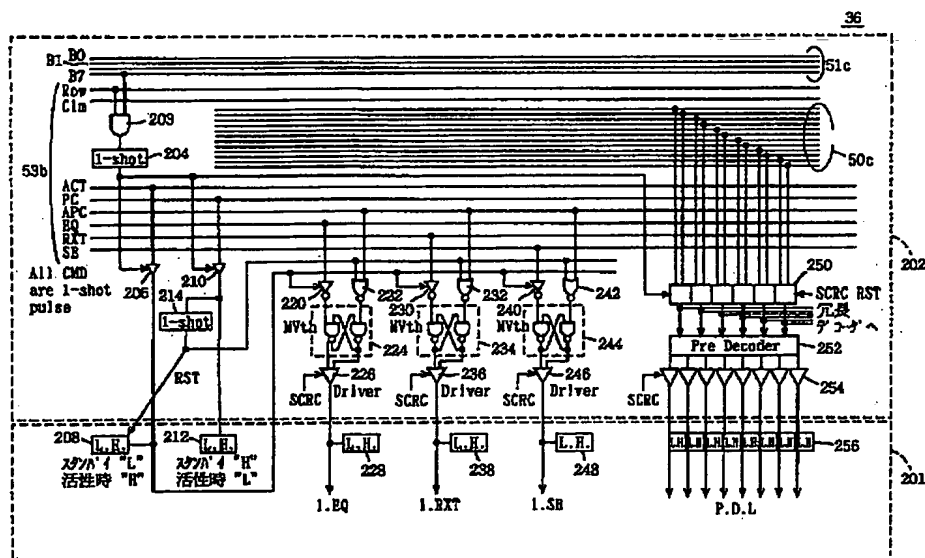 36
B1 B0
B7
51c
Row
Clm
203
1-shot 204
50c
53b
ACT
PC
APC
EQ
RXT
SB
202
All CMD are 1-shot pulse
206
210
214
1-shot
RST
220
222
230
232
240
242
MVth
224
MVth
234
MVth
244
226
Driver
236
Driver
246
Driver
SCRC
SCRC
SCRC
250
SCRC RST
冗長
デコーダへ
Pre Decoder
252
254
SCRC
208
L.H.
212
L.H.
スタンバイ "L"
活性時 "H"
スタンバイ "H"
活性時 "L"
L.H.
228
L.H.
238
L.H.
248
L.H L.H L.H L.H L.H L.H L.H L.H
256
201
l.EQ
l.RXT
l.SB
P.D.L